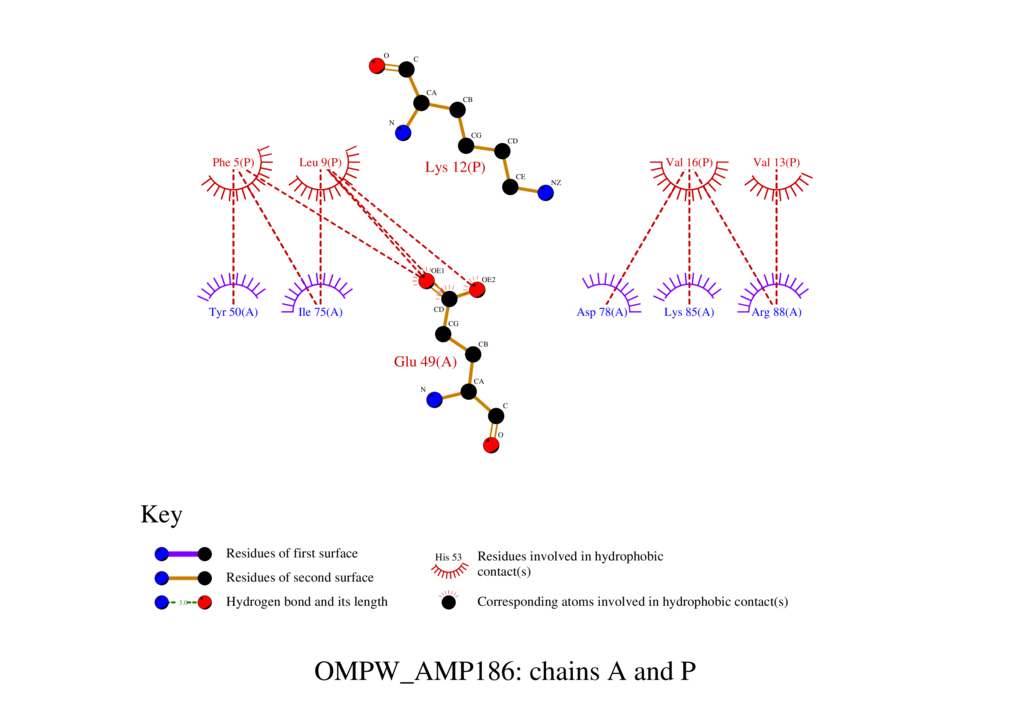 O
C
CA
CB
N
CG
CD
Phe 5(P)
Leu 9(P)
Lys 12(P)
Val 16(P)
Val 13(P)
CE
NZ
OE1
OE2
CD
Tyr 50(A)
Ile 75(A)
Asp 78(A)
Lys 85(A)
Arg 88(A)
CG
CB
Glu 49(A)
CA
N
C
O
Key
Residues of first surface
Residues of second surface
3.0
Hydrogen bond and its length
His 53
Residues involved in hydrophobic
contact(s)
Corresponding atoms involved in hydrophobic contact(s)
OMPW_AMP186: chains A and P